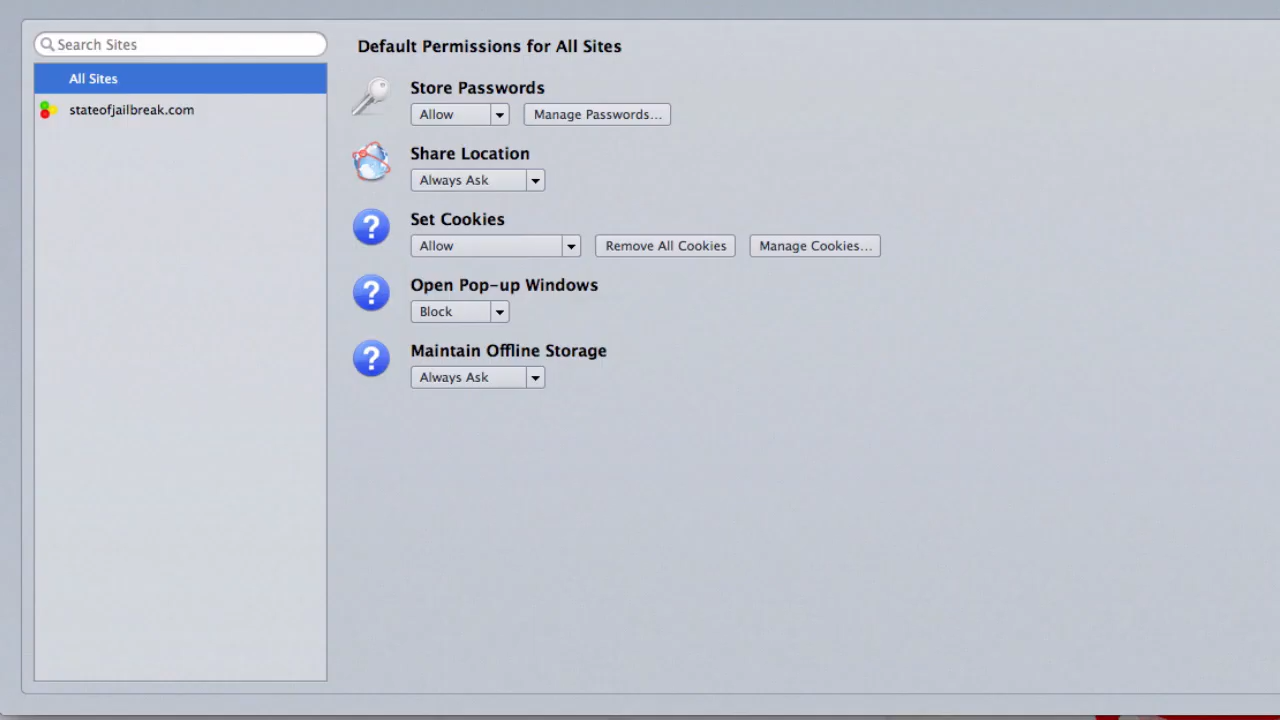 Search Sites
All Sites
stateofjailbreak.com
Default Permissions for All Sites
Store Passwords
Allow
Manage Passwords...
Share Location
Always Ask
Set Cookies
Allow
Remove All Cookies
Manage Cookies...
Open Pop-up Windows
Block
Maintain Offline Storage
Always Ask